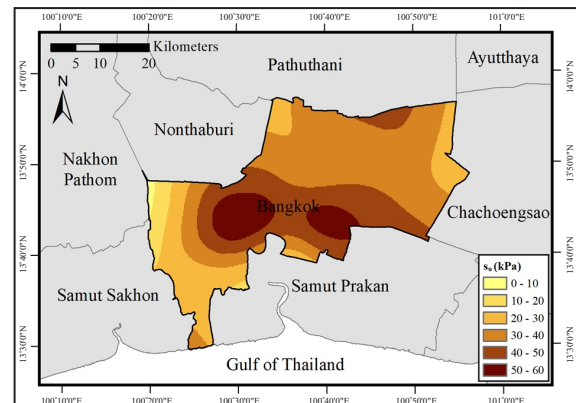 100°10'0"E 100°20'0"E 100°30'0"E 100°40'0"E 100°50'0"E 101°0'0"E
Kilometers
0 5 10 20
N
Pathuthani
Ayutthaya
Nonthaburi
Nakhon
Pathom
Bangkok
Chachoengsao
Samut Sakhon
Samut Prakan
Gulf of Thailand
14°0'0"N 14°0'0"N
13°50'0"N 13°50'0"N
13°40'0"N 13°40'0"N
13°30'0"N 13°30'0"N
su (kPa)
0 - 10
10 - 20
20 - 30
30 - 40
40 - 50
50 - 60
100°10'0"E 100°20'0"E 100°30'0"E 100°40'0"E 100°50'0"E 101°0'0"E